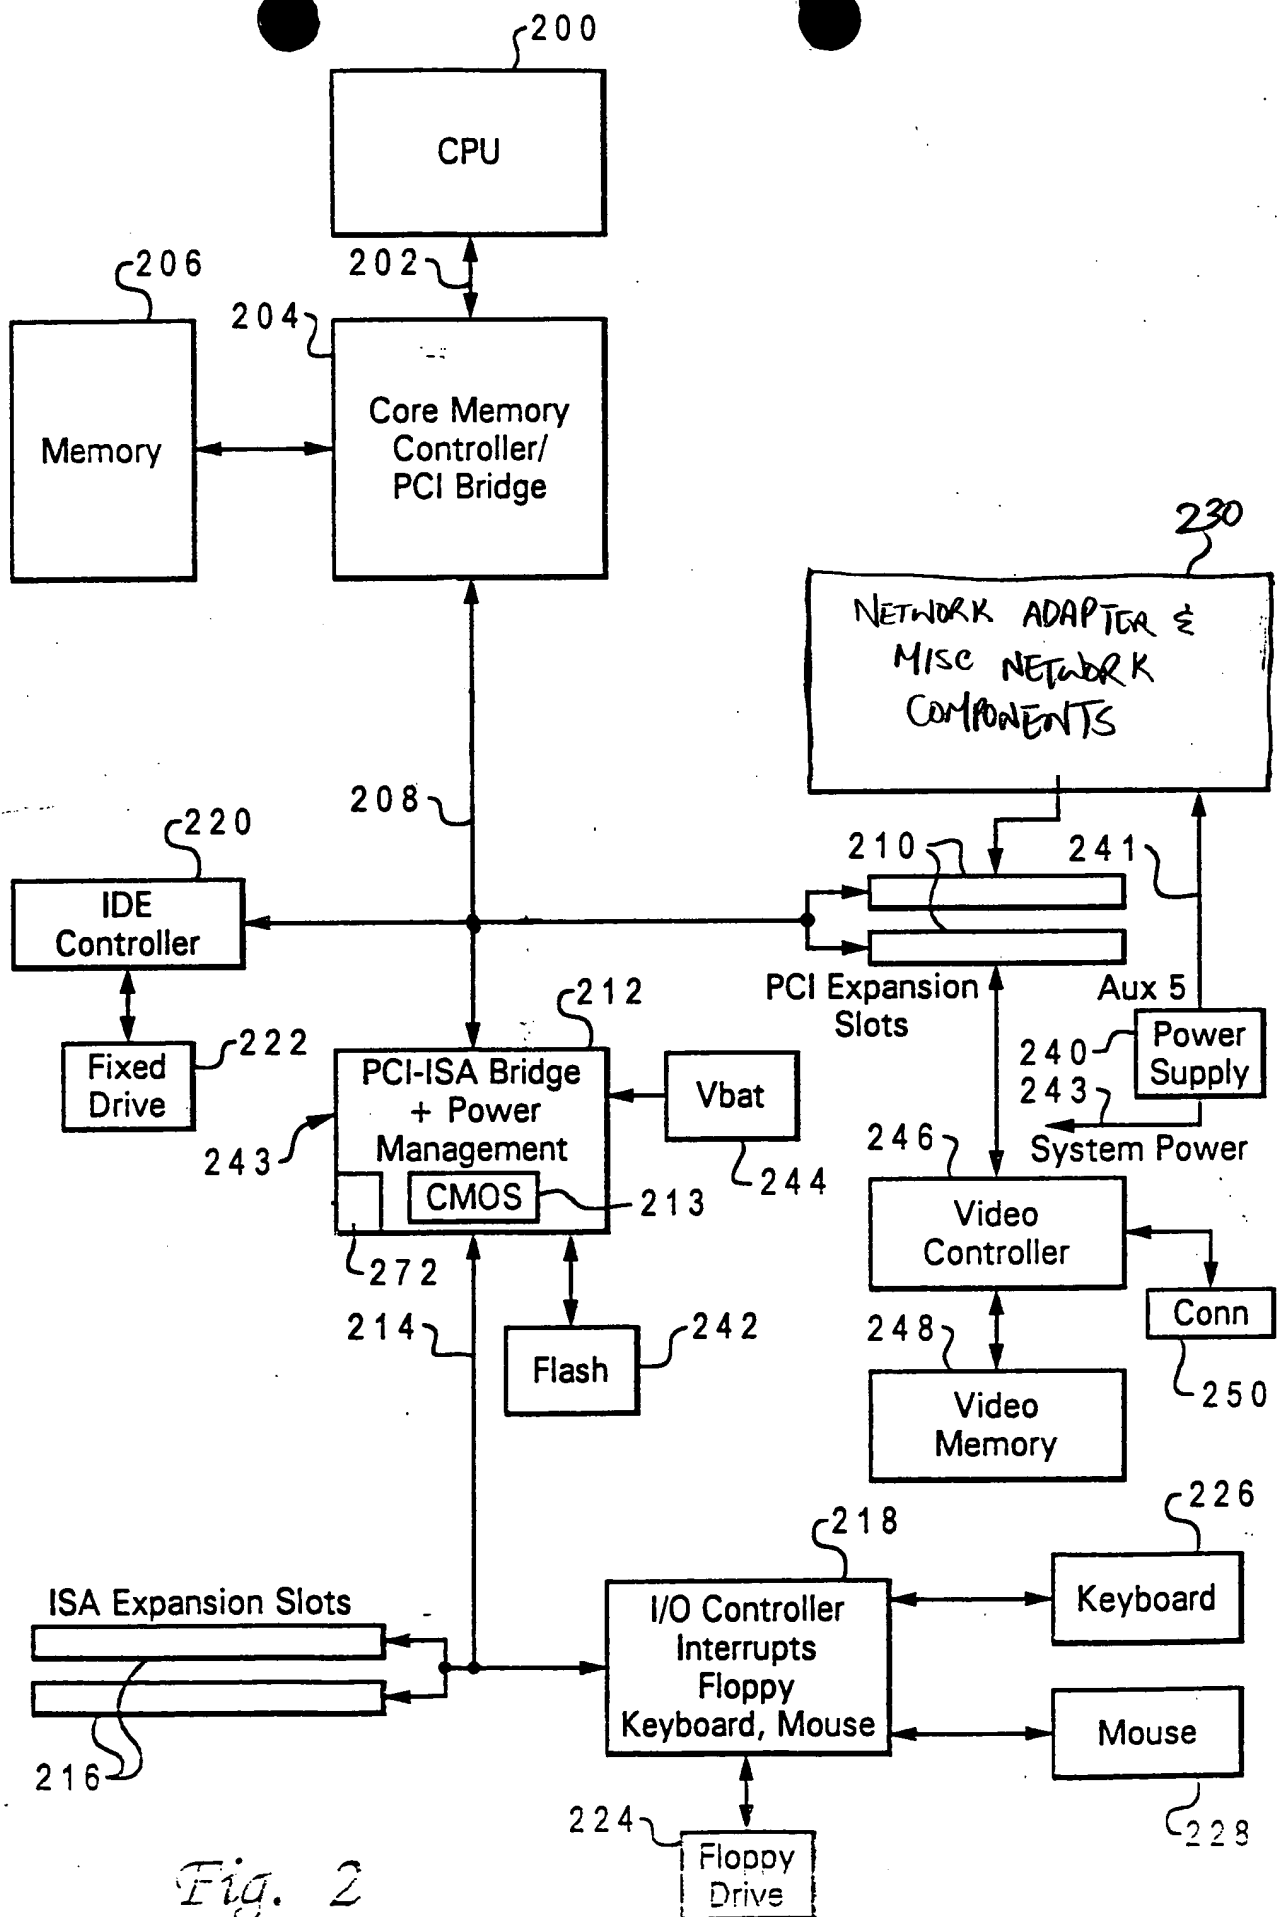 200
CPU
202
206
204
Memory
Core Memory
Controller/
PCI Bridge
230
NETWORK ADAPTER &
MISC NETWORK
COMPONENTS
208
220
210
241
IDE
Controller
PCI Expansion
Slots
Aux 5
212
222
Fixed
Drive
240
Power
Supply
243
System Power
PCI-ISA Bridge
+ Power
Management
Vbat
243
244
246
CMOS
213
272
Video
Controller
214
242
Flash
248
Conn
250
Video
Memory
226
218
Keyboard
ISA Expansion Slots
I/O Controller
Interrupts
Floppy
Keyboard, Mouse
Mouse
216
224
228
Floppy
Drive
Fig. 2